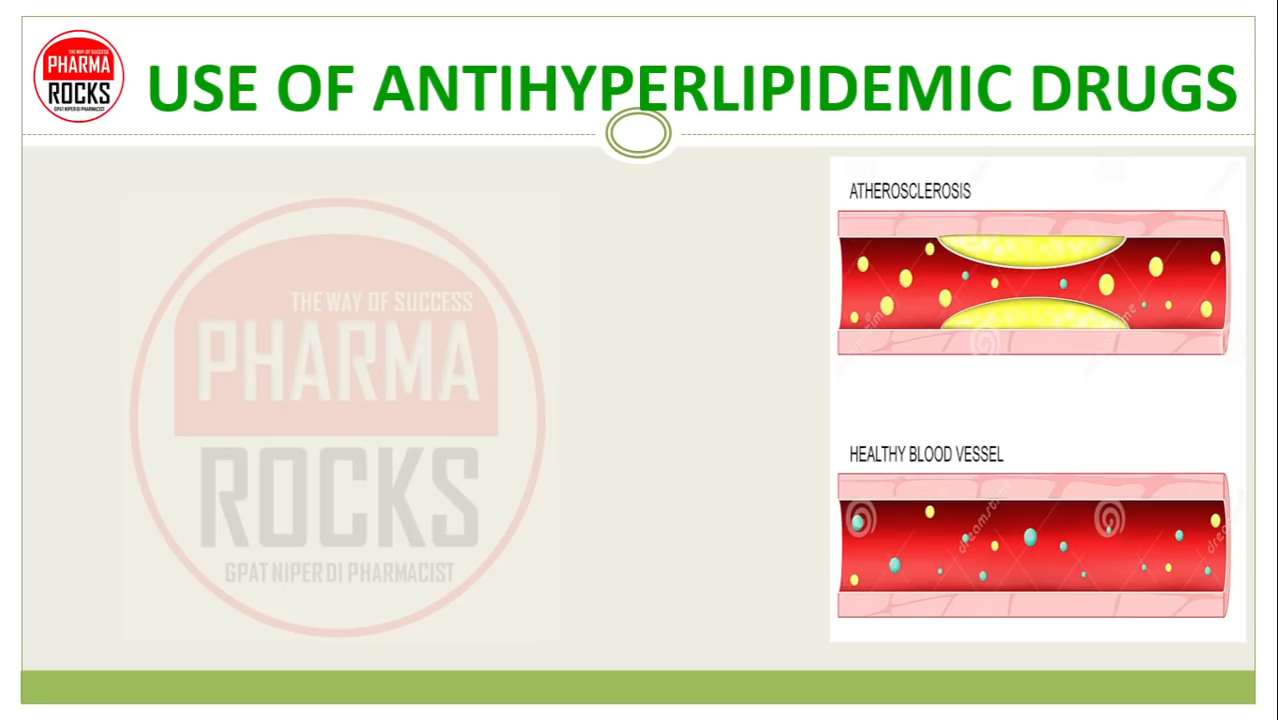 THE WAY OF SUCCESS
PHARMA
ROCKS
GPAT NIPER DI PHARMACIST
USE OF ANTIHYPERLIPIDEMIC DRUGS
THE WAY OF SUCCESS
PHARMA
ROCKS
GPAT NIPER DI PHARMACIST
ATHEROSCLEROSIS
HEALTHY BLOOD VESSEL
dreamstime